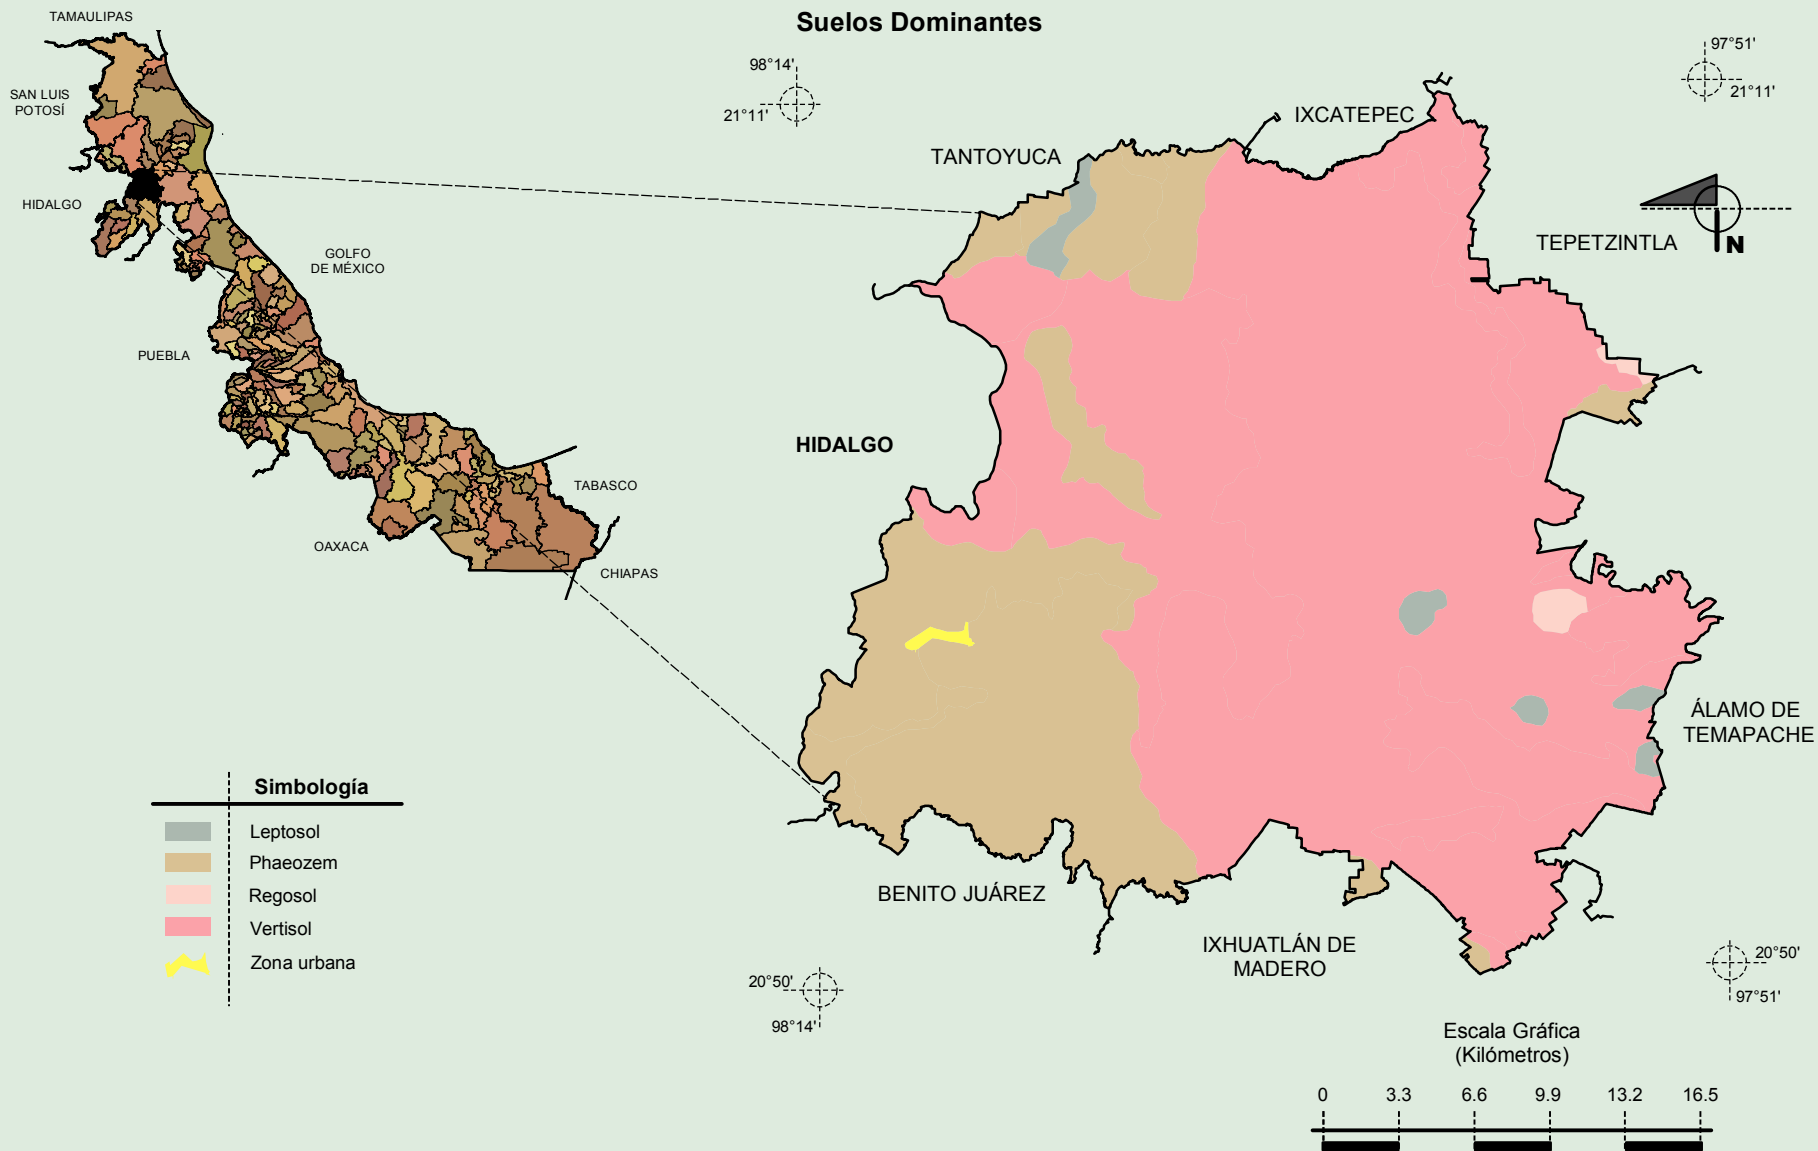 Suelos Dominantes
TAMAULIPAS
SAN LUIS
POTOSÍ
HIDALGO
GOLFO
DE MÉXICO
PUEBLA
TABASCO
OAXACA
CHIAPAS
98°14'
21°11'
97°51'
21°11'
IXCATEPEC
TANTOYUCA
TEPETZINTLA
N
HIDALGO
ÁLAMO DE
TEMAPACHE
BENITO JUÁREZ
IXHUATLÁN DE
MADERO
20°50'
98°14'
20°50'
97°51'
Simbología
Leptosol
Phaeozem
Regosol
Vertisol
Zona urbana
Escala Gráfica
(Kilómetros)
0 3.3 6.6 9.9 13.2 16.5